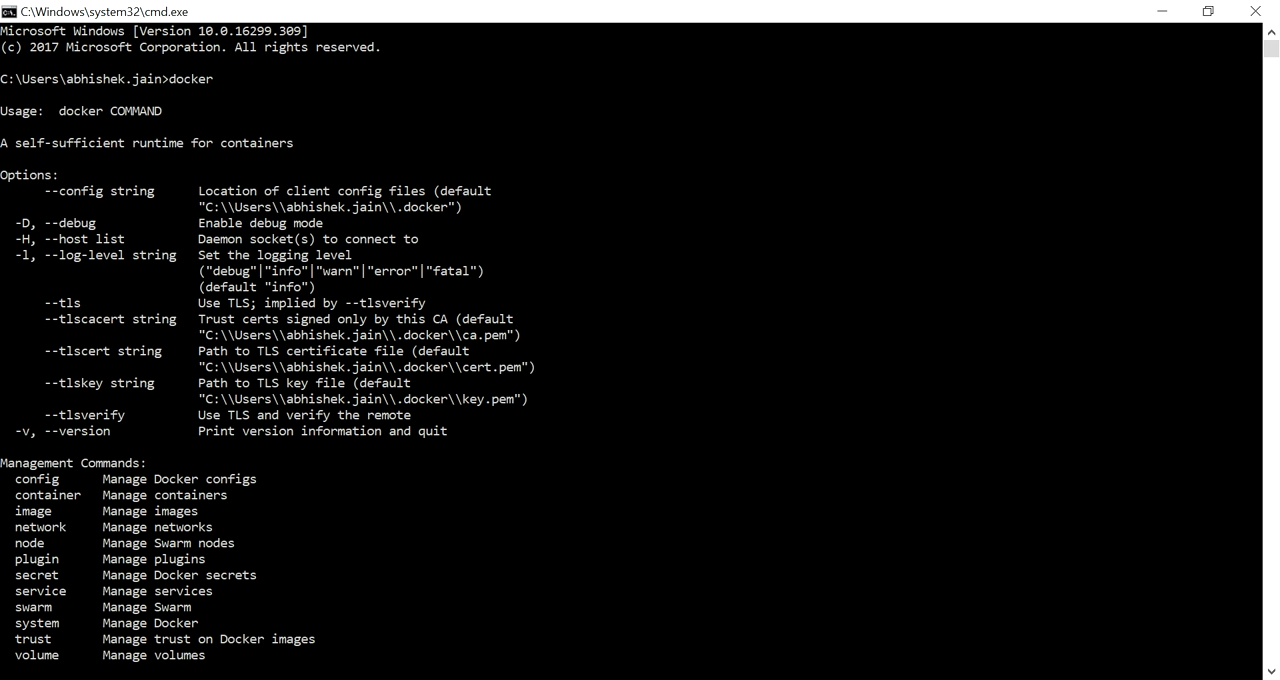 C:\Windows\system32\cmd.exe
Microsoft Windows [Version 10.0.16299.309]
(c) 2017 Microsoft Corporation. All rights reserved.
C:\Users\abhishek.jain>docker
Usage:  docker COMMAND
A self-sufficient runtime for containers
Options:
      --config string      Location of client config files (default
                           "C:\\Users\\abhishek.jain\\.docker")
  -D, --debug              Enable debug mode
  -H, --host list          Daemon socket(s) to connect to
  -l, --log-level string   Set the logging level
                           ("debug"|"info"|"warn"|"error"|"fatal")
                           (default "info")
      --tls                Use TLS; implied by --tlsverify
      --tlscacert string   Trust certs signed only by this CA (default
                           "C:\\Users\\abhishek.jain\\.docker\\ca.pem")
      --tlscert string     Path to TLS certificate file (default
                           "C:\\Users\\abhishek.jain\\.docker\\cert.pem")
      --tlskey string      Path to TLS key file (default
                           "C:\\Users\\abhishek.jain\\.docker\\key.pem")
      --tlsverify          Use TLS and verify the remote
  -v, --version            Print version information and quit
Management Commands:
  config      Manage Docker configs
  container   Manage containers
  image       Manage images
  network     Manage networks
  node        Manage Swarm nodes
  plugin      Manage plugins
  secret      Manage Docker secrets
  service     Manage services
  swarm       Manage Swarm
  system      Manage Docker
  trust       Manage trust on Docker images
  volume      Manage volumes